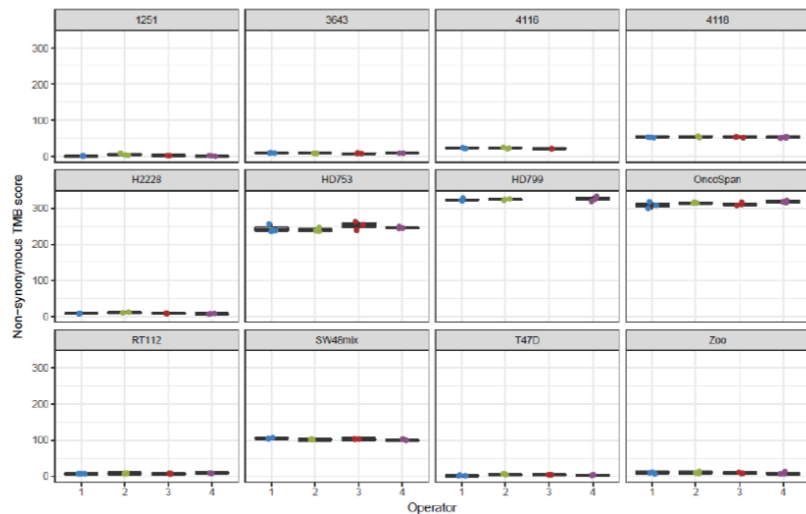 1251 3643 4116 4118
300
200
100
0
H2228 HD753 HD799 OncoSpan
300
200
100
0
RT112 SW48mix T47D Zoo
300
200
100
0
1 2 3 4 1 2 3 4 1 2 3 4 1 2 3 4
Operator
Non-synonymous TMB score